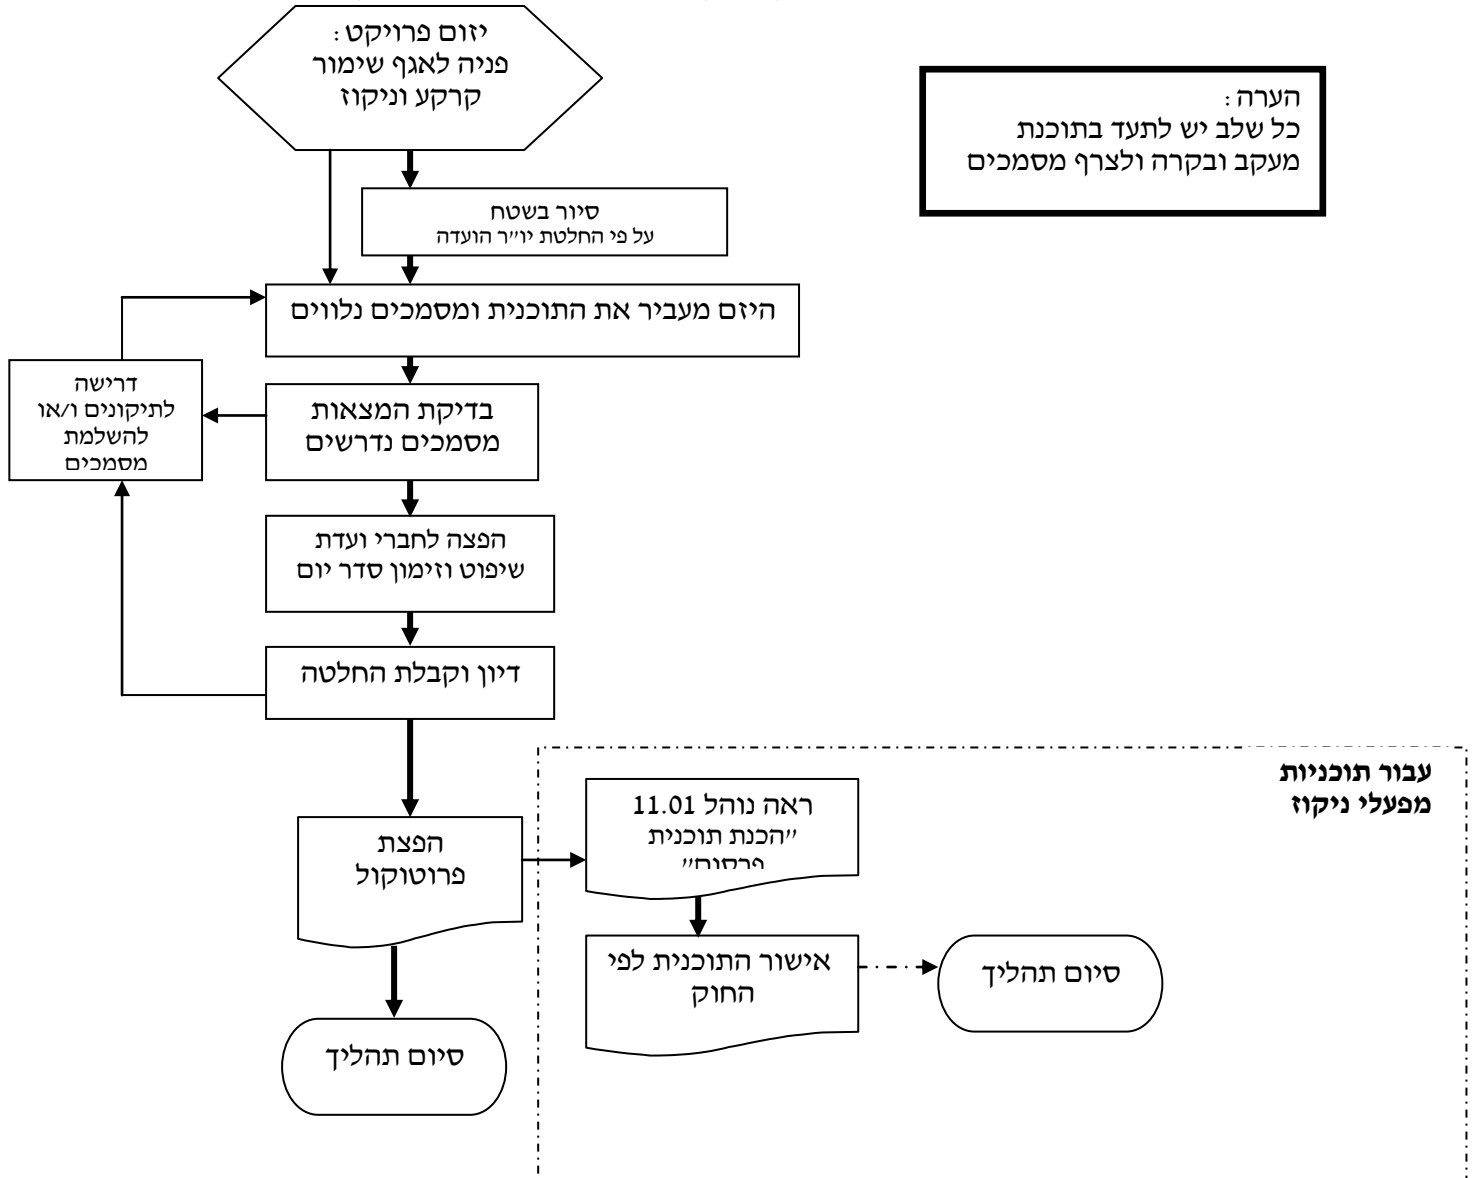 יזום פרויקט :
פניה לאגף שימור
קרקע וניקוז
הערה :
כל שלב יש לתעד בתוכנת
מעקב ובקרה ולצרף מסמכים
סיור בשטח
על פי החלטת יו״ר הועדה
היזם מעביר את התוכנית ומסמכים נלווים
דרישה
לתיקונים ו/או
להשלמת
מסמכים
בדיקת המצאות
מסמכים נדרשים
הפצה לחברי ועדת
שיפוט וזימון סדר יום
דיון וקבלת החלטה
עבור תוכניות
מפעלי ניקוז
ראה נוהל 11.01
״הכנת תוכנית
פרסום״
הפצת
פרוטוקול
אישור התוכנית לפי
החוק
סיום תהליך
סיום תהליך